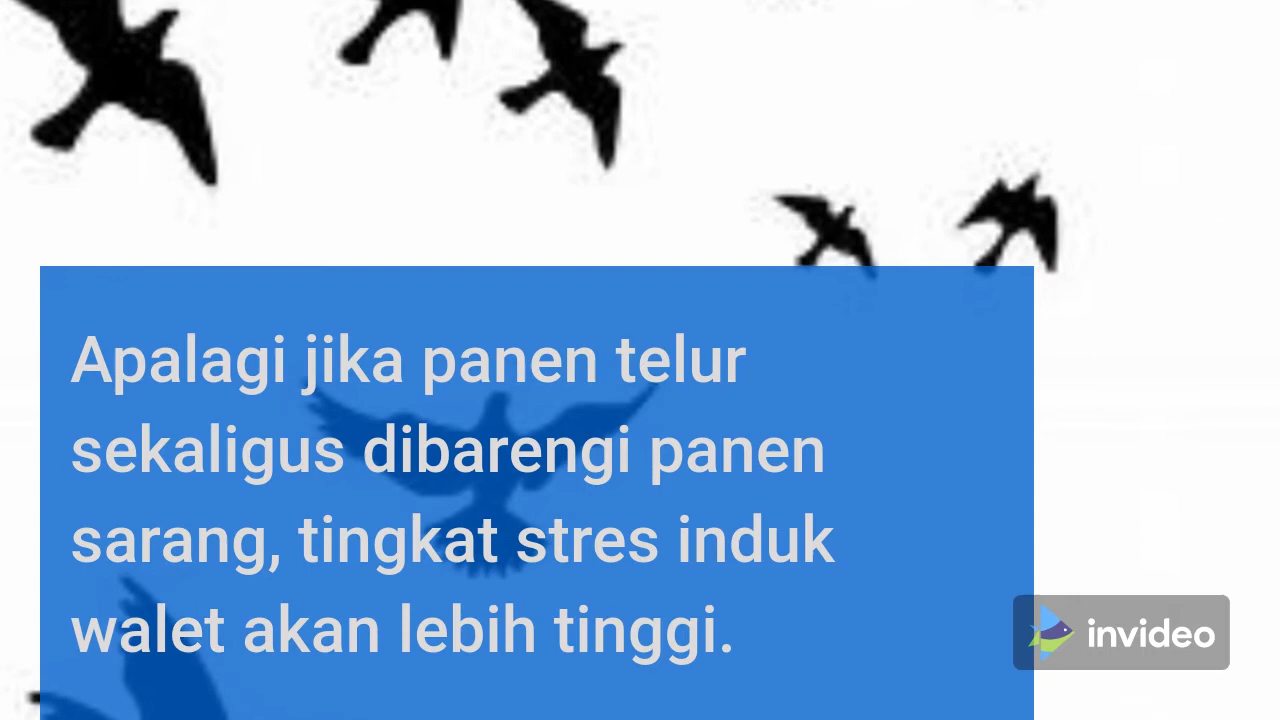 Apalagi jika panen telur
sekaligus dibarengi panen
sarang, tingkat stres induk
walet akan lebih tinggi.
invideo